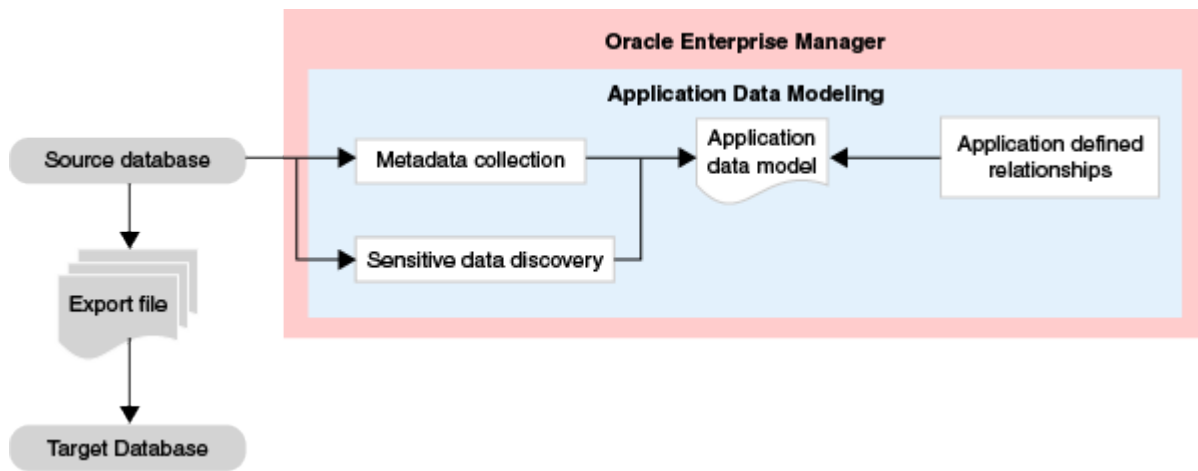 Oracle Enterprise Manager
Application Data Modeling
Source database
Metadata collection
Application
data model
Application defined
relationships
Sensitive data discovery
Export file
Target Database